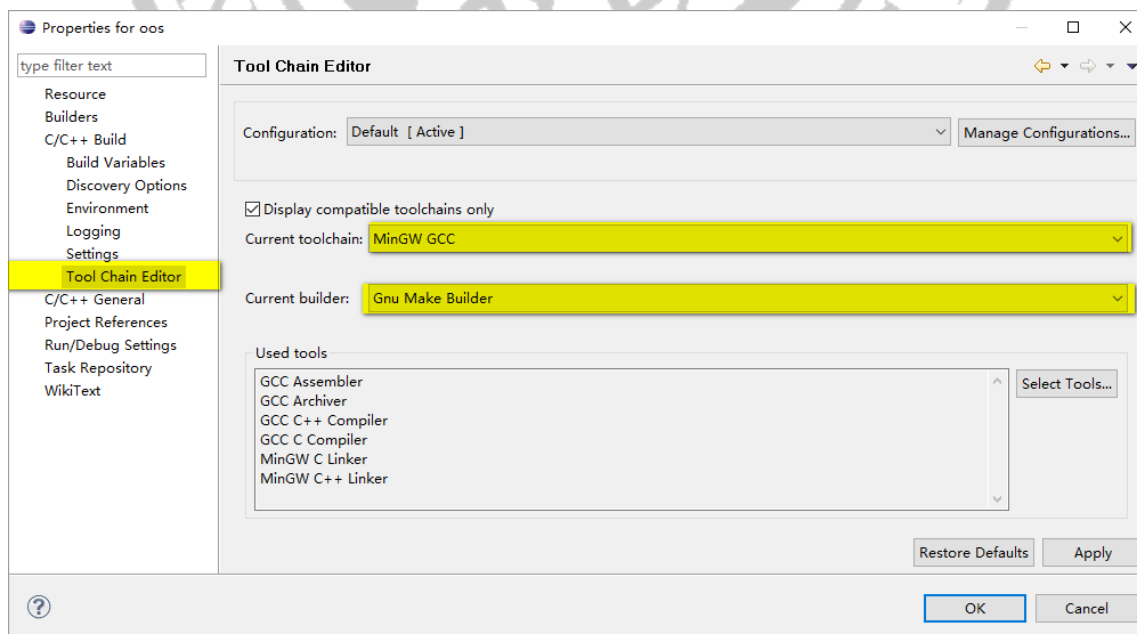 Properties for oos
type filter text
Resource
Builders
C/C++ Build
Build Variables
Discovery Options
Environment
Logging
Settings
Tool Chain Editor
C/C++ General
Project References
Run/Debug Settings
Task Repository
WikiText
Tool Chain Editor
Configuration: Default [ Active ] Manage Configurations...
Display compatible toolchains only
Current toolchain: MinGW GCC
Current builder: Gnu Make Builder
Used tools
GCC Assembler
GCC Archiver
GCC C++ Compiler
GCC C Compiler
MinGW C Linker
MinGW C++ Linker
Select Tools...
Restore Defaults Apply
OK Cancel